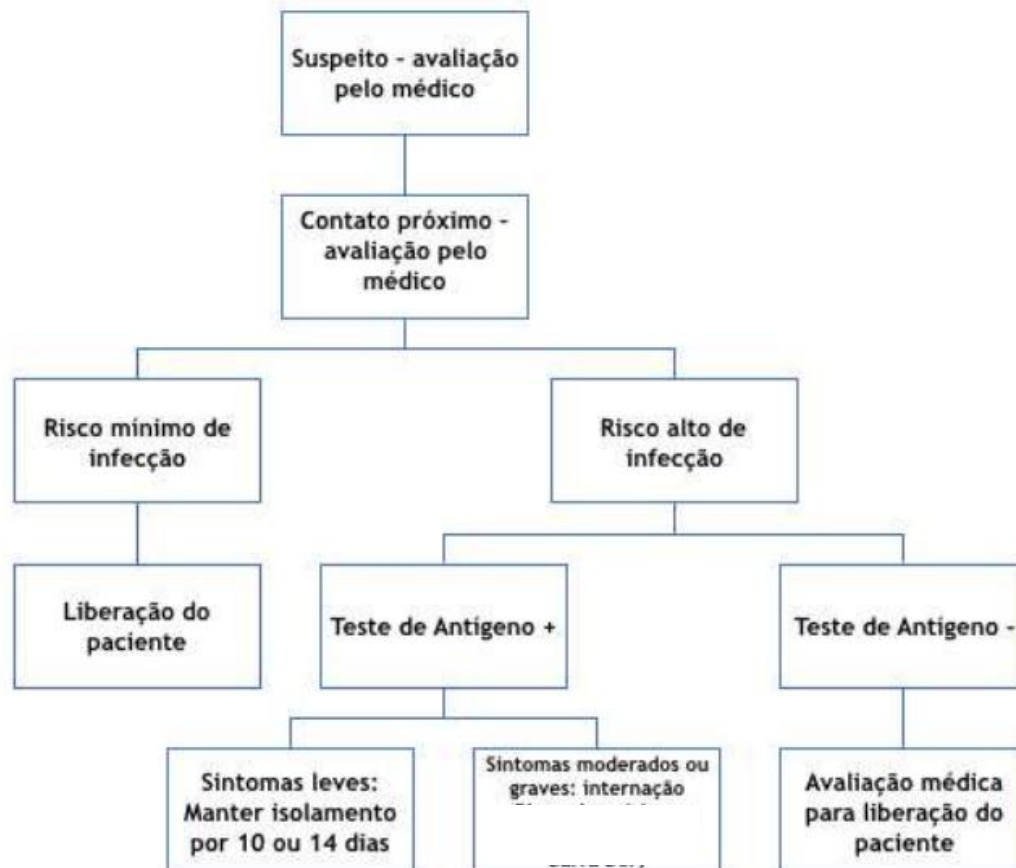 Suspeito - avaliação
pelo médico
Contato próximo -
avaliação pelo
médico
Risco mínimo de
infecção
Risco alto de
infecção
Liberação do
paciente
Teste de Antígeno +
Teste de Antígeno -
Sintomas leves:
Manter isolamento
por 10 ou 14 dias
Sintomas moderados ou
graves: internação
Avaliação médica
para liberação do
paciente